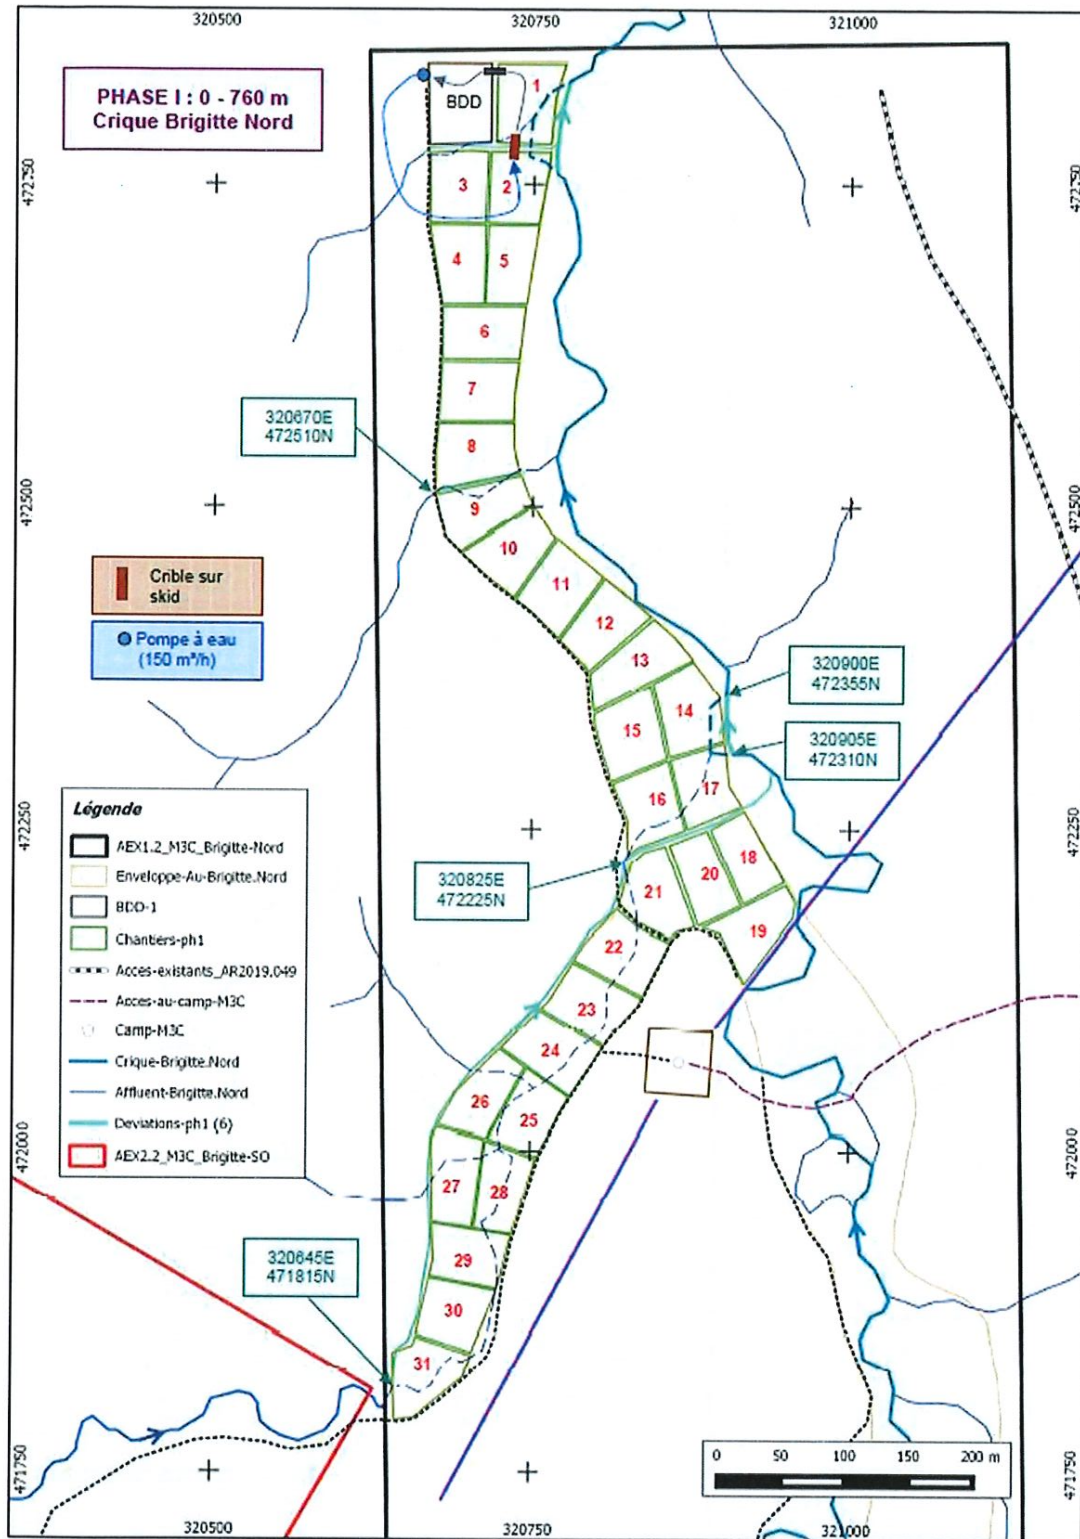 320500
320750
321000
PHASE I : 0 - 760 m
Crique Brigitte Nord
BDD
1
472750
472750
3
2
4
5
6
7
320670E
472510N
8
472500
472500
9
10
11
Crible sur
skid
12
Pompe à eau
(150 m³/h)
13
320900E
472355N
14
15
320905E
472310N
16
17
Légende
AEX1.2_M3C_Brigitte-Nord
Enveloppe-Au-Brigitte.Nord
BDD-1
Chantiers-ph1
Acces-existants_AR2019.049
Acces-au-camp-M3C
Camp-M3C
Crique-Brigitte.Nord
Affluent-Brigitte.Nord
Deviations-ph1 (6)
AEX2.2_M3C_Brigitte-SO
472250
472250
18
20
21
320825E
472225N
19
22
23
24
26
25
472000
472000
27
28
29
320645E
471815N
30
31
471750
471750
0 50 100 150 200 m
320500
320750
321000